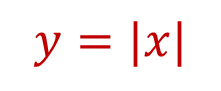 y = |x|